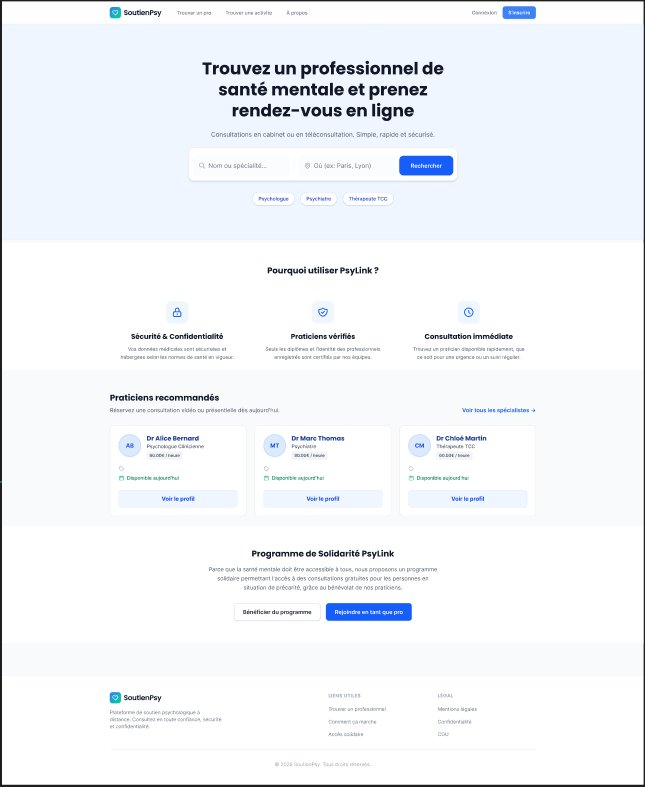 SoutienPsy
Trouver un pro
Trouver une activité
À propos
Connexion
S'inscrire
Trouvez un professionnel de
santé mentale et prenez
rendez-vous en ligne
Consultations en cabinet ou en téléconsultation. Simple, rapide et sécurisé.
Nom ou spécialité...
Où (ex: Paris, Lyon)
Rechercher
Psychologue
Psychiatre
Thérapeute TCC
Pourquoi utiliser PsyLink ?
Sécurité & Confidentialité
Vos données médicales sont sécurisées et
hébergées selon les normes de santé en vigueur.
Praticiens vérifiés
Seuls les diplômes et l'identité des professionnels
enregistrés sont certifiés par nos équipes.
Consultation immédiate
Trouvez un praticien disponible rapidement, que
ce soit pour une urgence ou un suivi régulier.
Praticiens recommandés
Réservez une consultation vidéo ou présentielle dès aujourd'hui.
Voir tous les spécialistes →
AB
Dr Alice Bernard
Psychologue Clinicienne
Disponible aujourd'hui
Voir le profil
MT
Dr Marc Thomas
Psychiatre
Disponible aujourd'hui
Voir le profil
CM
Dr Chloé Martin
Thérapeute TCC
60.00€ / heure
Disponible aujourd'hui
Voir le profil
Programme de Solidarité PsyLink
Parce que la santé mentale doit être accessible à tous, nous proposons un programme
solidaire permettant l'accès à des consultations gratuites pour les personnes en
situation de précarité, grâce au bénévolat de nos praticiens.
Bénéficier du programme
Rejoindre en tant que pro
SoutienPsy
Plateforme de soutien psychologique à
distance. Consultez en toute confiance, sécurité
et confidentialité.
LIENS UTILES
Trouver un professionnel
Comment ça marche
Accès solidaire
LÉGAL
Mentions légales
Confidentialité
CGU
SoutienPsy. Tous droits réservés.